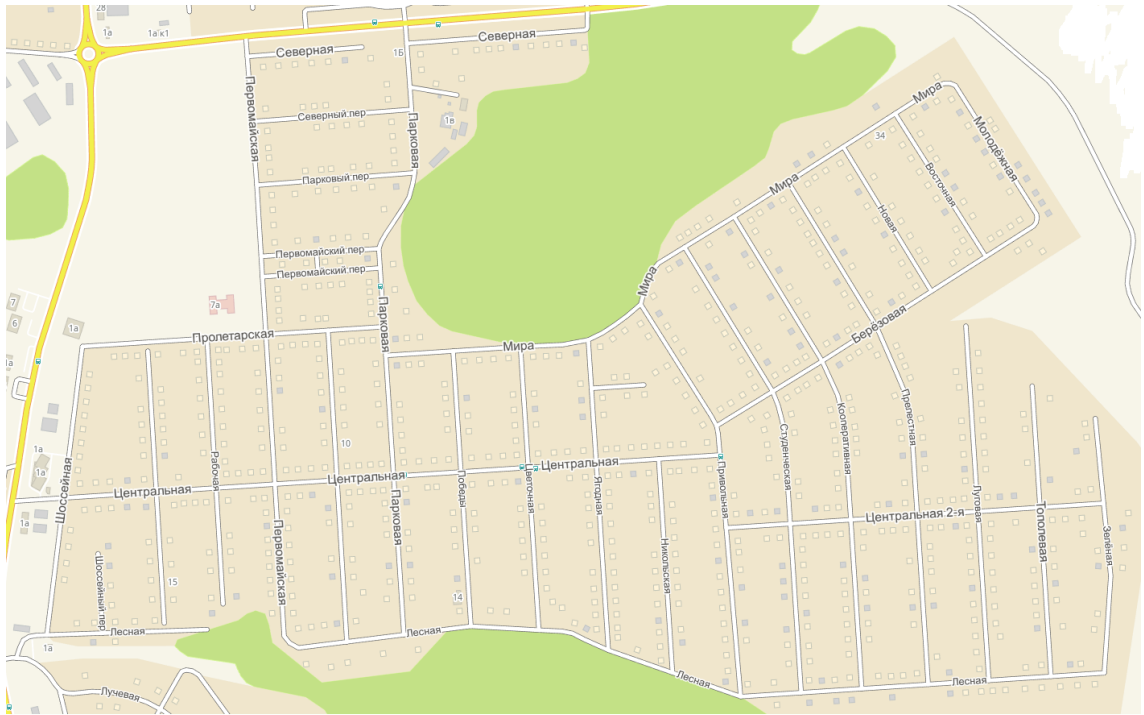 28
1а
1а к1
Северная
1Б
Северная
Первомайская
Северный пер
Парковая
1в
Мира
34
Молодёжная
Парковый пер
Мира
Восточная
Новая
Первомайский пер
Первомайский пер
Мира
7
6
1а
7а
Парковая
Пролетарская
Мира
Берёзовая
1а
Прелестная
Кооперативная
Студенческая
10
1а
1а
Рабочая
Центральная
Центральная
Центральная
Победы
Цветочная
Ягодная
Привольная
Шоссейная
Парковая
Центральная 2-я
Луговая
Тополевая
Зелёная
1а
Первомайская
Никольская
Шоссейный пер
15
14
Лесная
Лесная
1а
Лесная
Лесная
Лучевая